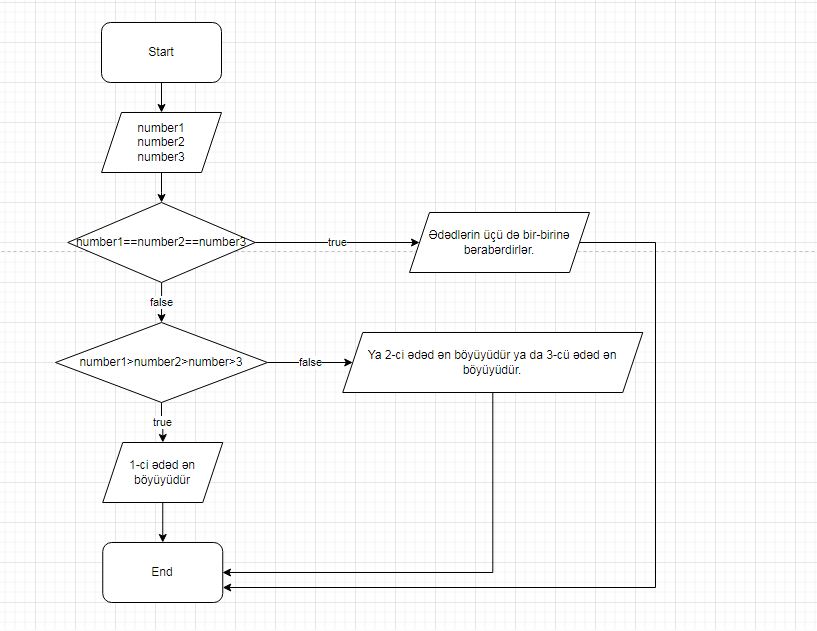 Start
number1
number2
number3
number1==number2==number3
true
Ədədlərin üçü də bir-birinə
bərabərdirlər.
false
number1>number2>number>3
false
Ya 2-ci ədəd ən böyüyüdür ya da 3-cü ədəd ən
böyüyüdür.
true
1-ci ədəd ən
böyüyüdür
End